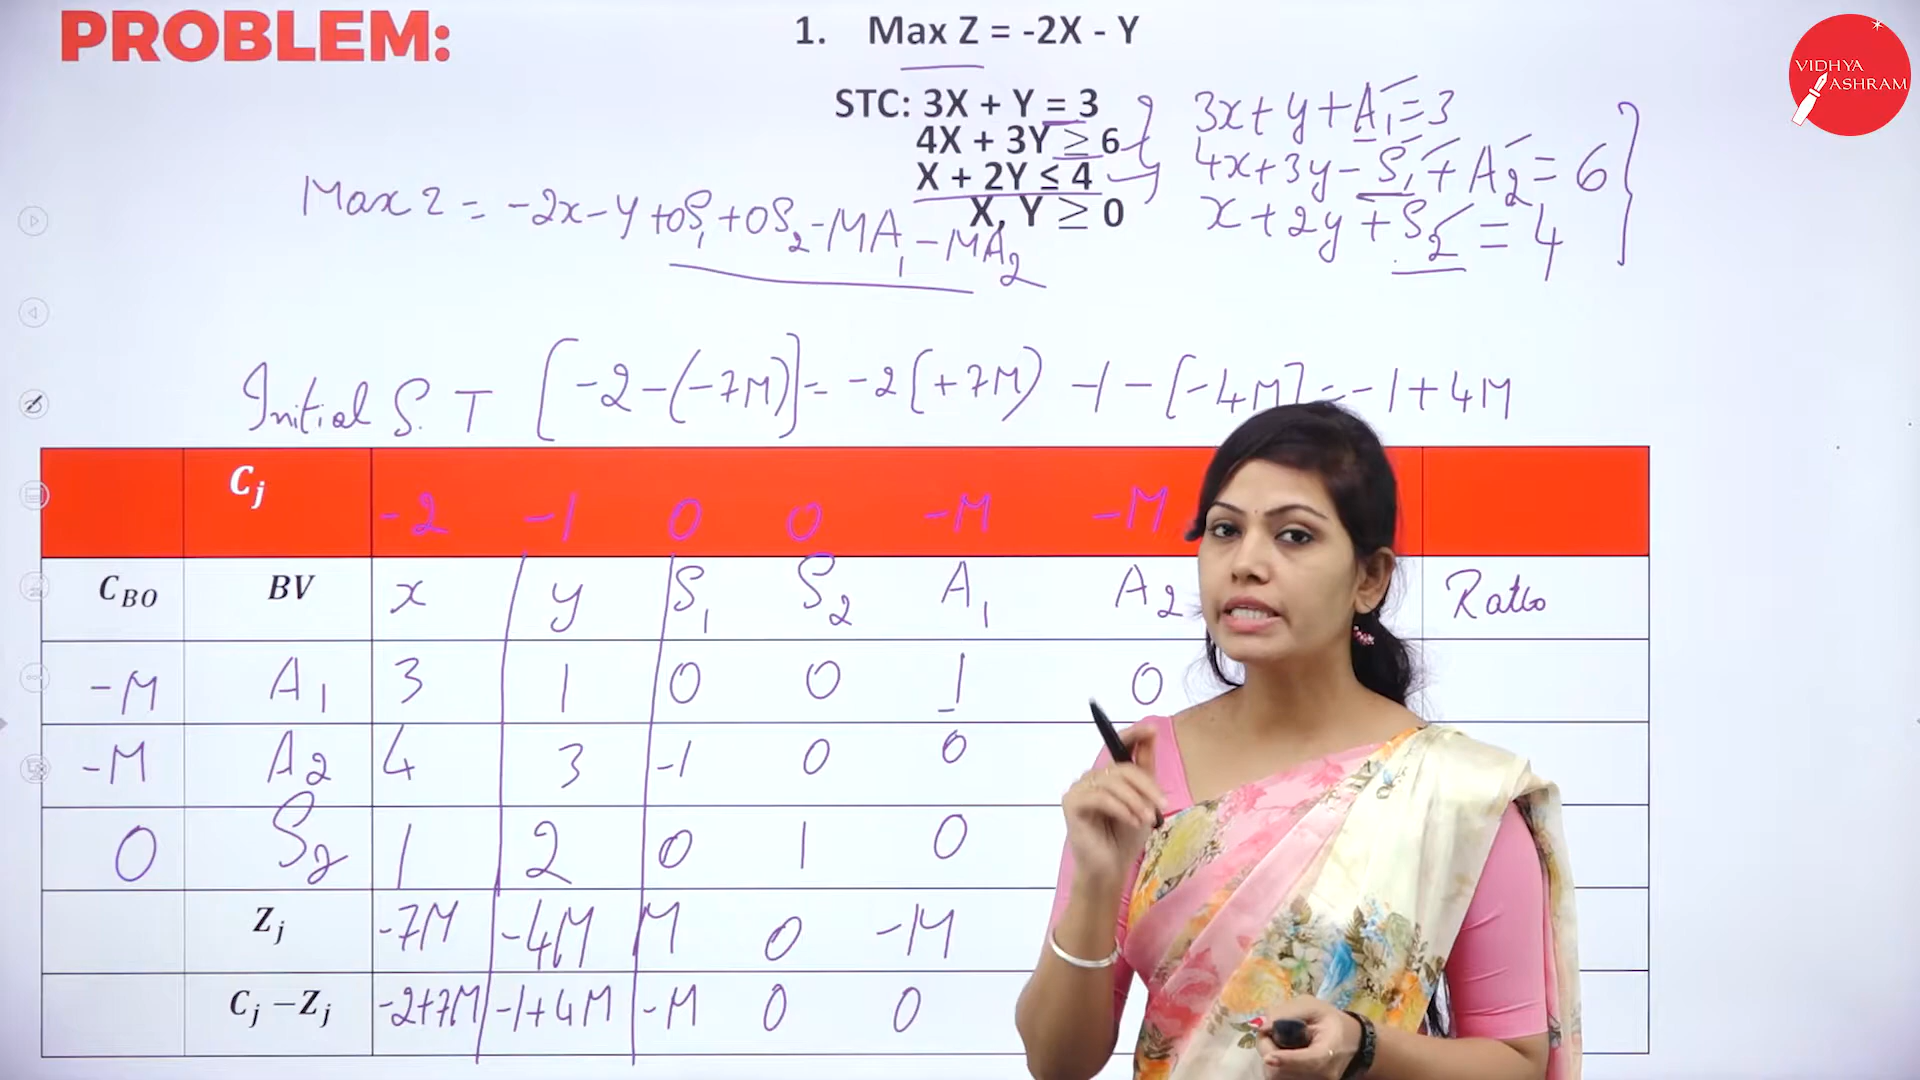 PROBLEM:
1. Max Z = -2X - Y
STC: 3X + Y = 3
4X + 3Y ≥ 6
X + 2Y ≤ 4
X, Y ≥ 0
3x + y + A1 = 3
4x + 3y - S1 + A2 = 6
x + 2y + S2 = 4
Max Z = -2x - y + 0S1 + 0S2 - MA1 - MA2
VIDHYA
ASHRAM
Initial S.T [-2-(-7M)] = -2(+7M) -1-[-4M] = -1+4M
Cj -2 -1 0 0 -M -M
CBO BV x y S1 S2 A1 A2 Ratio
-M A1 3 1 0 0 1 0
-M A2 4 3 -1 0 0
0 S2 1 2 0 1 0
Zj -7M -4M M 0 -M
Cj - Zj -2+7M -1+4M -M 0 0